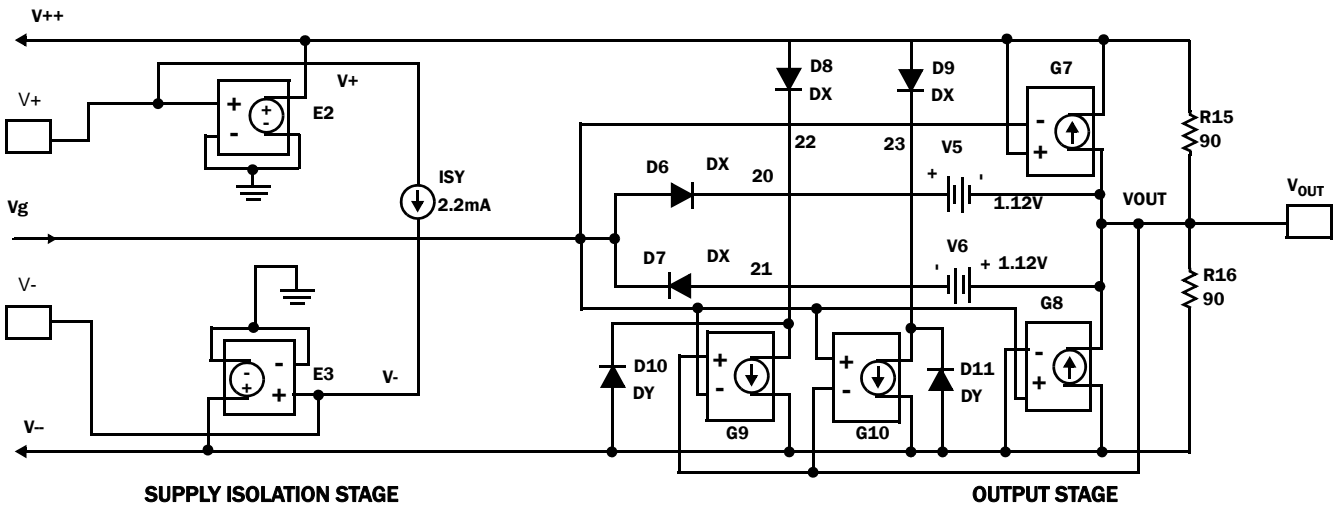 V++
V+
+
-
+
-
E2
V+
ISY
2.2mA
Vg
V-
-
+
-
+
E3
V-
V--
SUPPLY ISOLATION STAGE
D8
DX
D9
DX
G7
-
+
R15
90
22
23
D6
DX
20
V5
+
-
1.12V
VOUT
VOUT
D7
DX
21
V6
-
+ 1.12V
R16
90
G8
-
+
D10
DY
+
-
G9
+
-
G10
D11
DY
OUTPUT STAGE